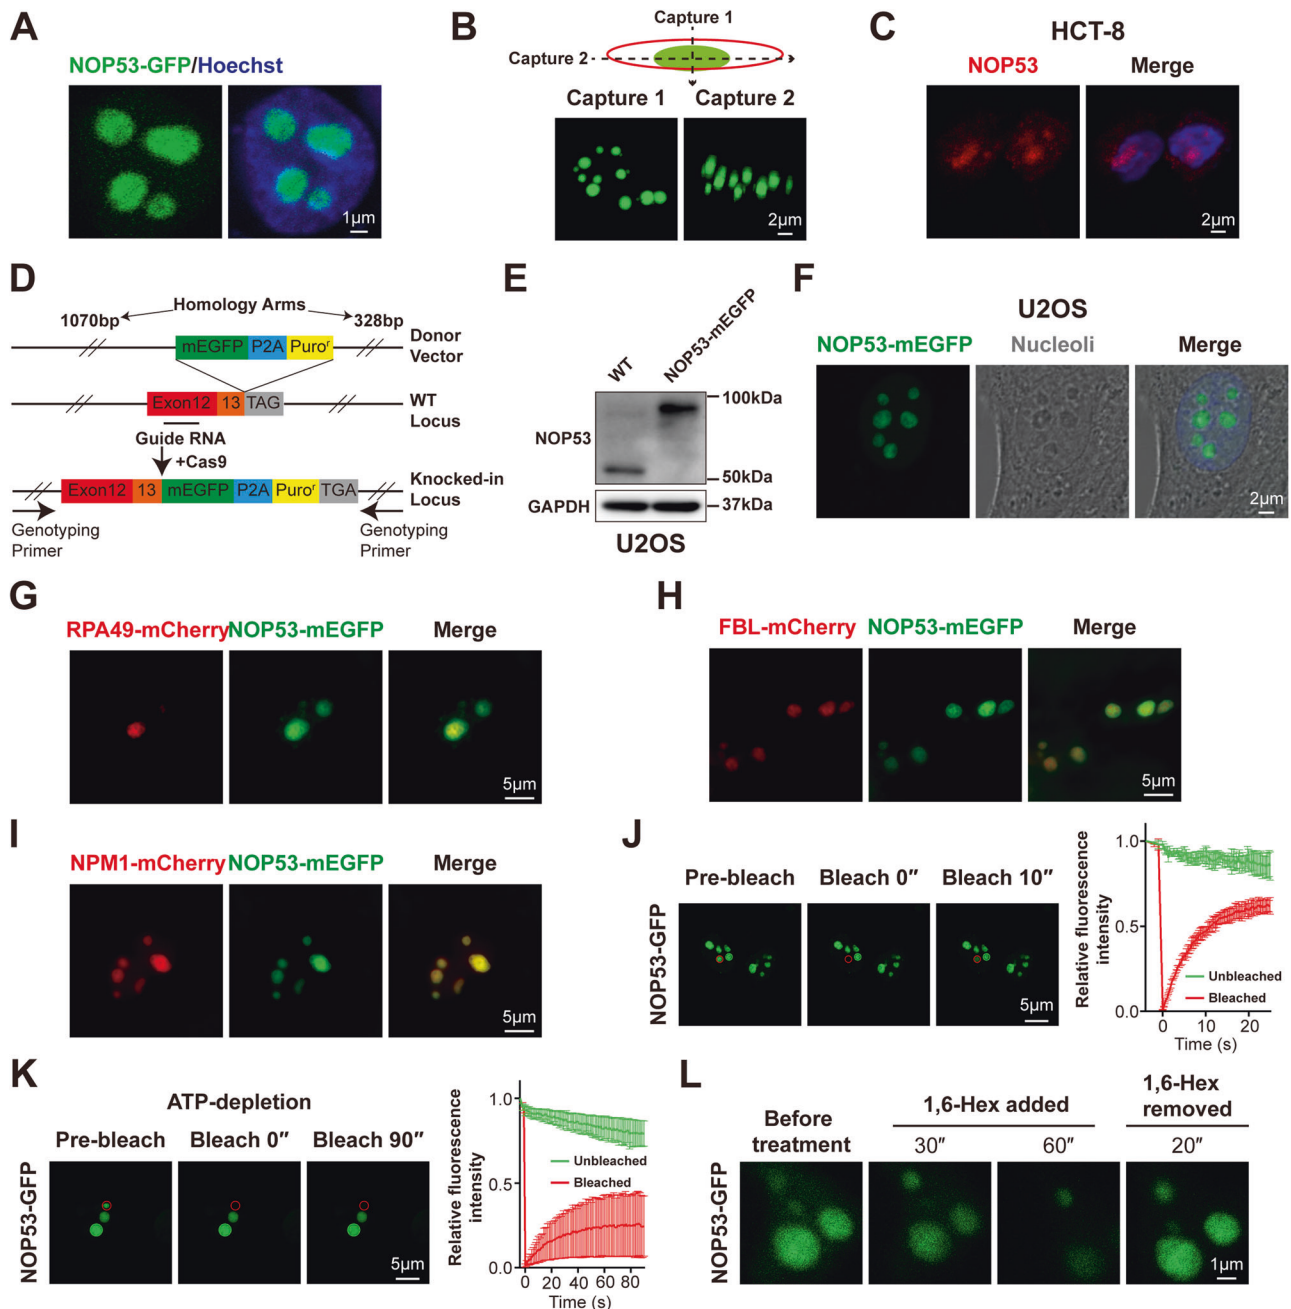 A
NOP53-GFP/Hoechst
1µm
B
Capture 1
Capture 2
Capture 1 Capture 2
2µm
C
HCT-8
NOP53 Merge
2µm
D
Homology Arms
1070bp 328bp
mEGFP P2A Puroʳ
Donor
Vector
Exon12 13 TAG
WT
Locus
Guide RNA
+Cas9
Exon12 13 mEGFP P2A Puroʳ TGA
Knocked-in
Locus
Genotyping
Primer
Genotyping
Primer
E
WT NOP53-mEGFP
NOP53
100kDa
50kDa
GAPDH
37kDa
U2OS
F
U2OS
NOP53-mEGFP Nucleoli Merge
2µm
G
RPA49-mCherry NOP53-mEGFP Merge
5µm
H
FBL-mCherry NOP53-mEGFP Merge
5µm
I
NPM1-mCherry NOP53-mEGFP Merge
5µm
J
Pre-bleach Bleach 0″ Bleach 10″
NOP53-GFP
5µm
Relative fluorescence
intensity
1.0
0.5
0.0
Unbleached
Bleached
0 10 20
Time (s)
K
ATP-depletion
Pre-bleach Bleach 0″ Bleach 90″
NOP53-GFP
5µm
Relative fluorescence
intensity
1.0
0.5
0.0
Unbleached
Bleached
0 20 40 60 80
Time (s)
L
Before
treatment
1,6-Hex added
30″ 60″
1,6-Hex
removed
20″
NOP53-GFP
1µm